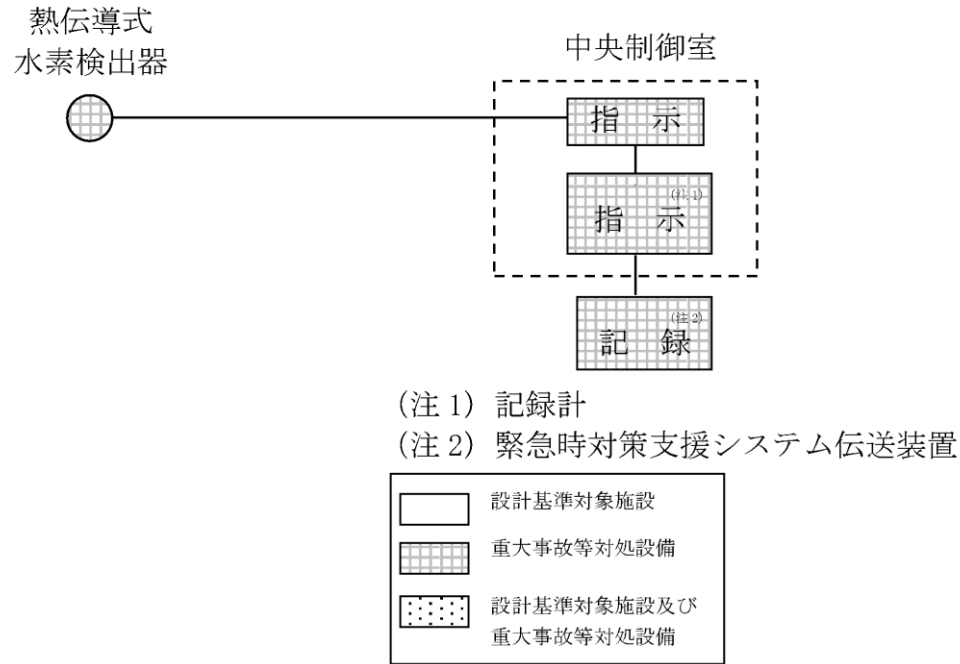 熱伝導式
水素検出器
中央制御室
指 示
指 示(注1)
記 録(注2)
(注1) 記録計
(注2) 緊急時対策支援システム伝送装置
設計基準対象施設
重大事故等対処設備
設計基準対象施設及び
重大事故等対処設備